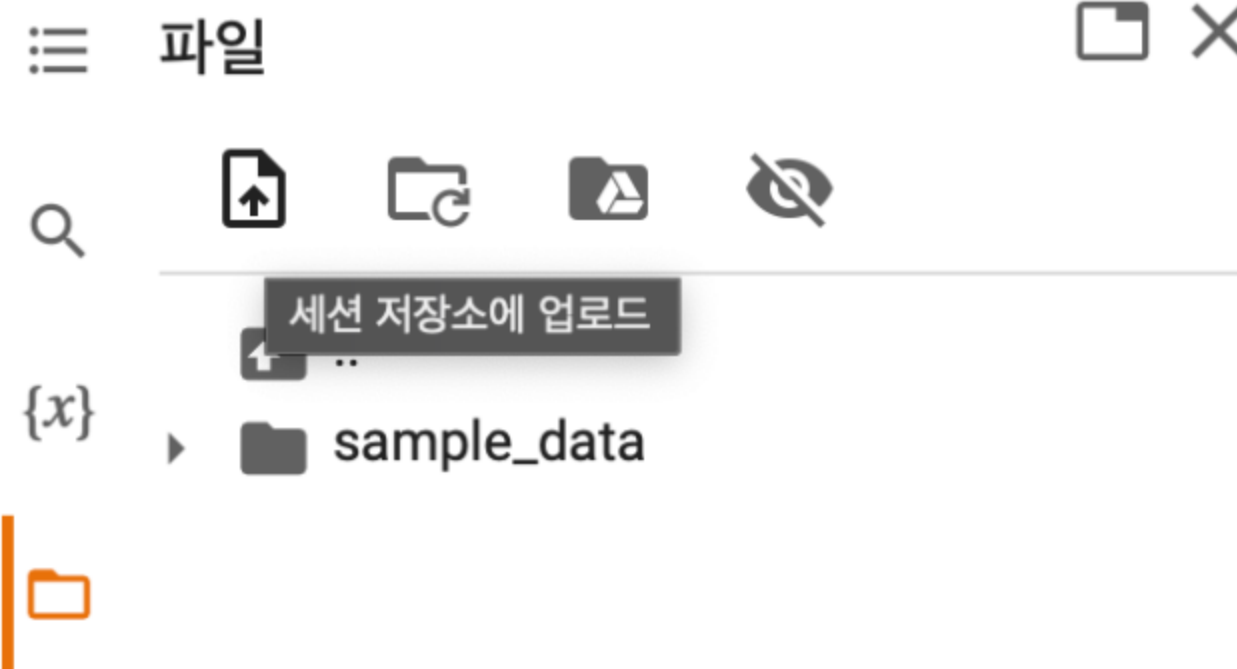 파일
세션 저장소에 업로드
..
{x}
sample_data